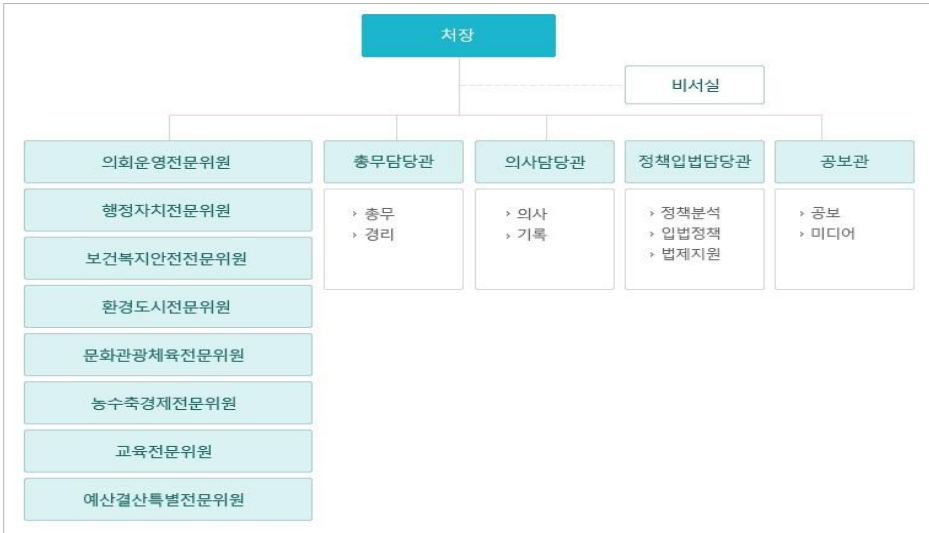 처장
비서실
의회운영전문위원
행정자치전문위원
보건복지안전전문위원
환경도시전문위원
문화관광체육전문위원
농수축경제전문위원
교육전문위원
예산결산특별전문위원
총무담당관
› 총무
› 경리
의사담당관
› 의사
› 기록
정책입법담당관
› 정책분석
› 입법정책
› 법제지원
공보관
› 공보
› 미디어